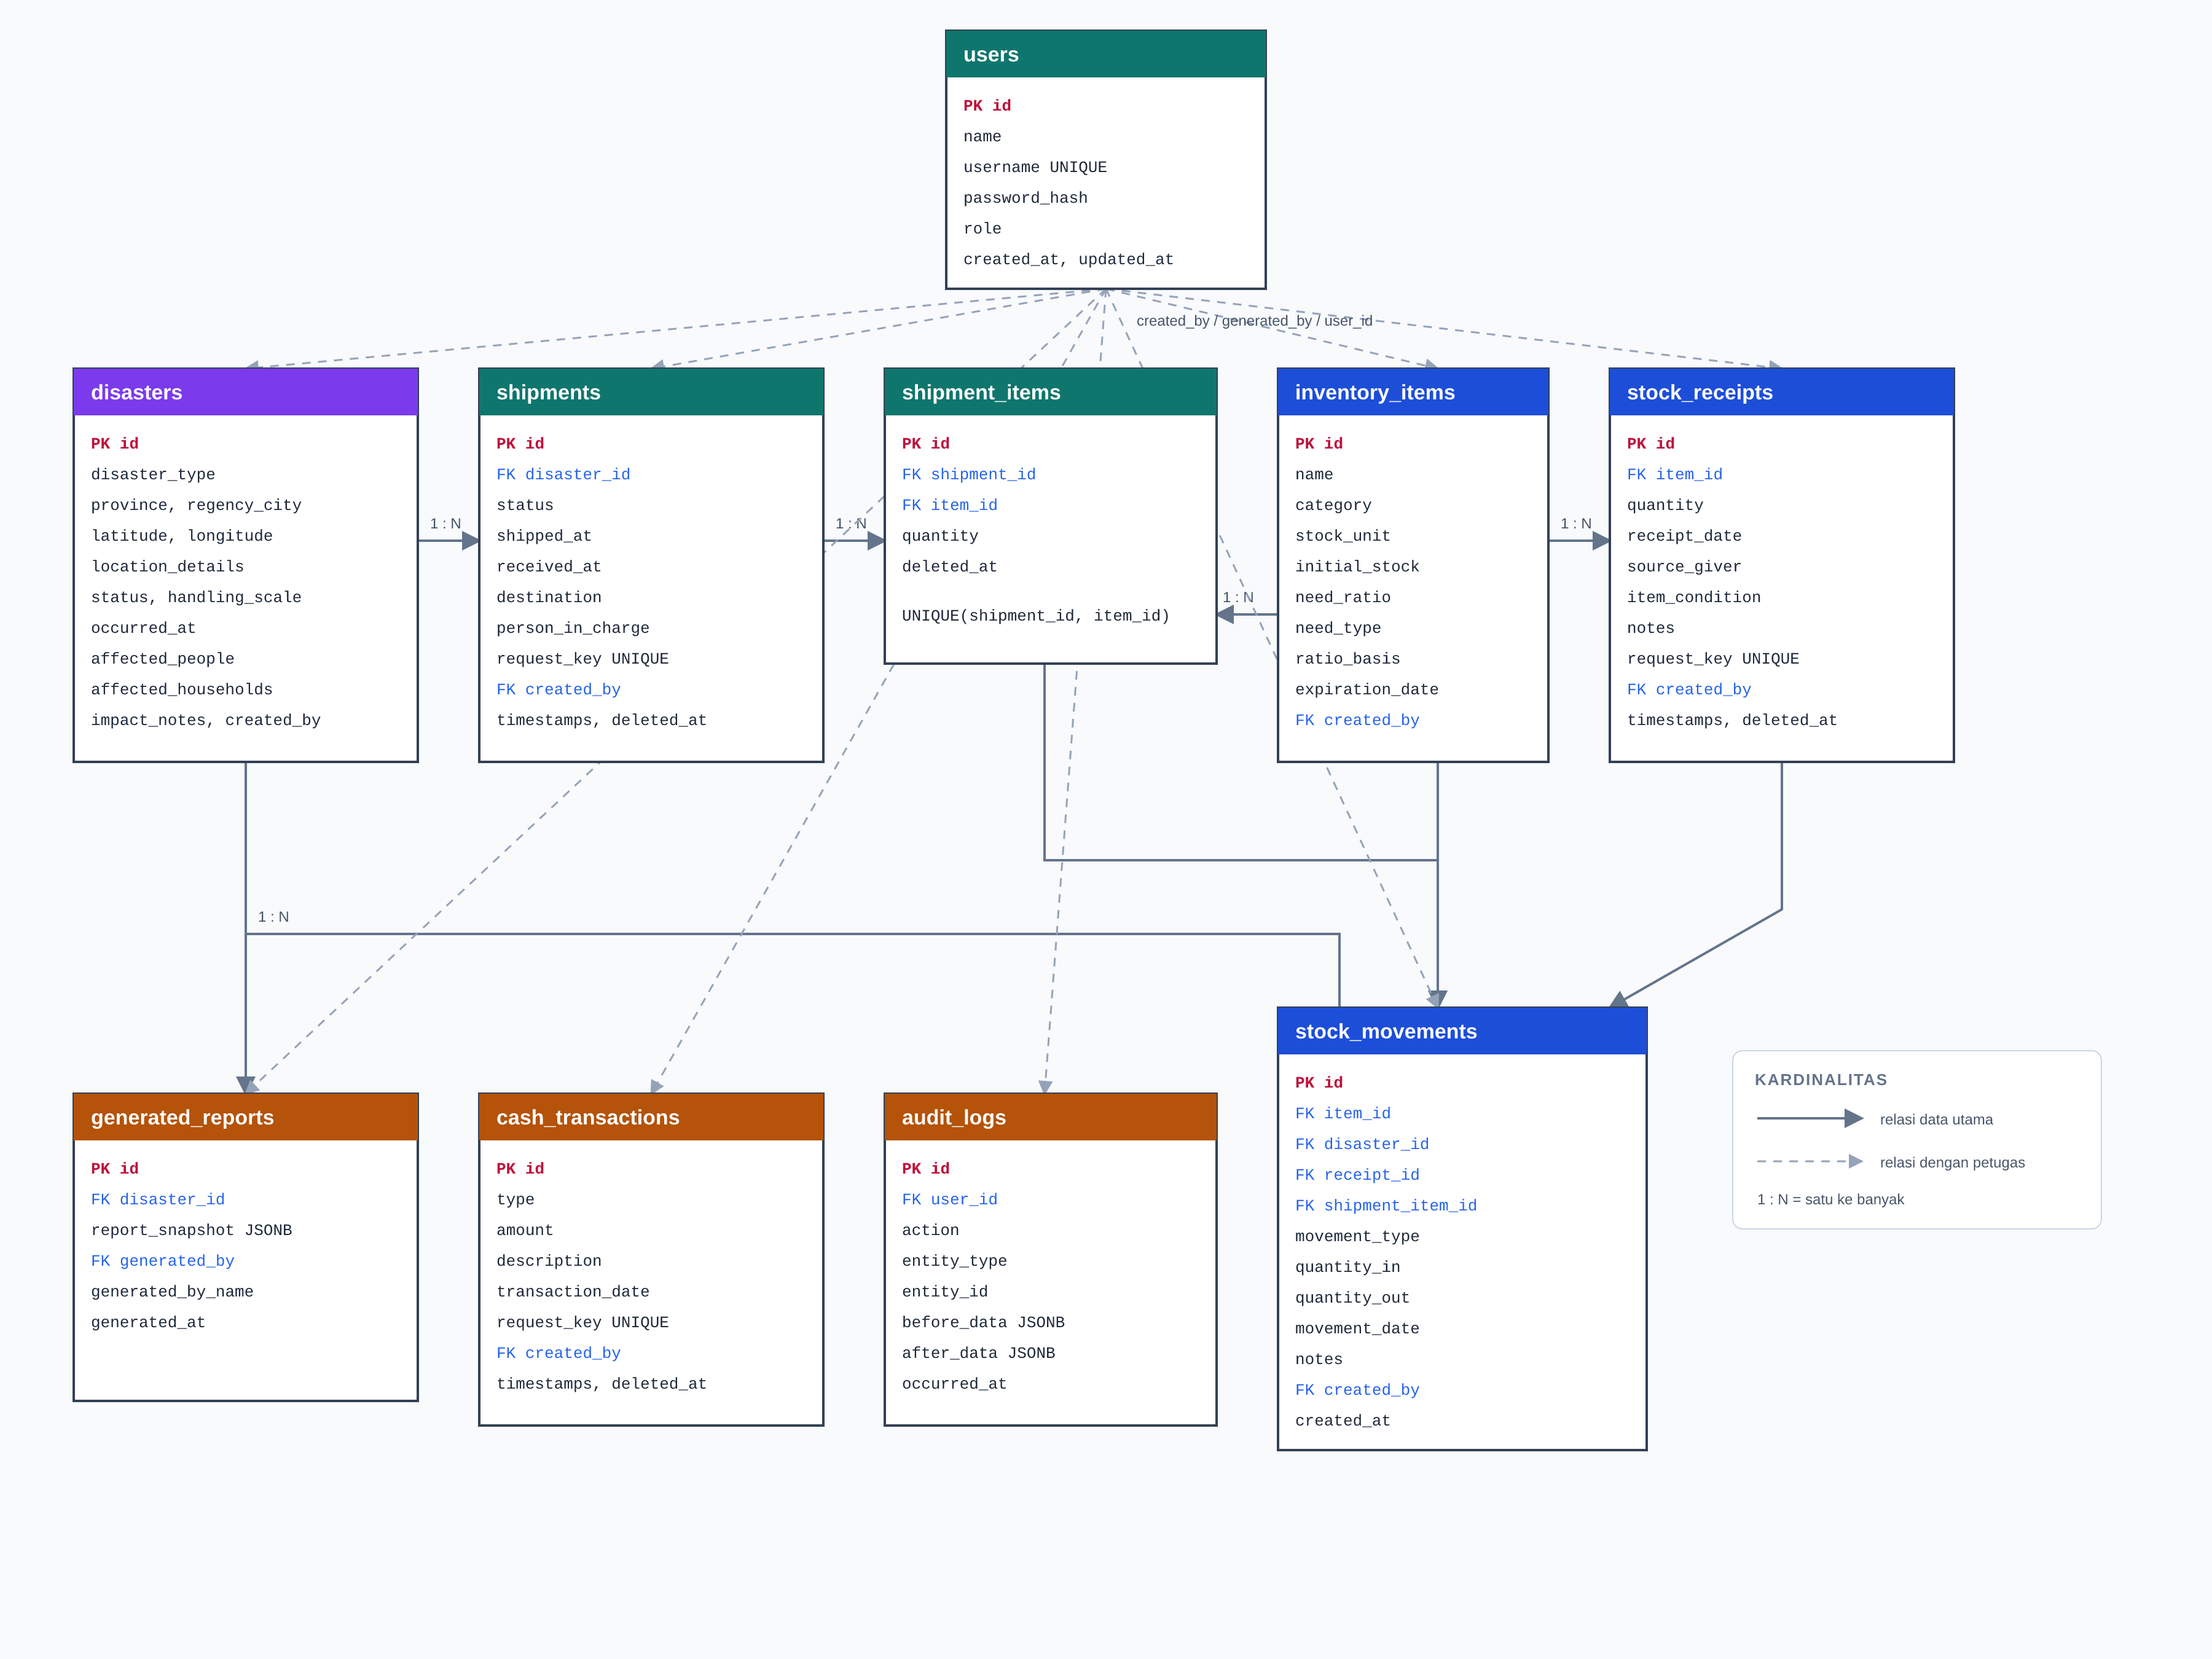 users
PK id
name
username UNIQUE
password_hash
role
created_at, updated_at
created_by / generated_by / user_id
disasters
PK id
disaster_type
province, regency_city
latitude, longitude
location_details
status, handling_scale
occurred_at
affected_people
affected_households
impact_notes, created_by
1 : N
shipments
PK id
FK disaster_id
status
shipped_at
received_at
destination
person_in_charge
request_key UNIQUE
FK created_by
timestamps, deleted_at
1 : N
shipment_items
PK id
FK shipment_id
FK item_id
quantity
deleted_at
UNIQUE(shipment_id, item_id)
1 : N
inventory_items
PK id
name
category
stock_unit
initial_stock
need_ratio
need_type
ratio_basis
expiration_date
FK created_by
1 : N
stock_receipts
PK id
FK item_id
quantity
receipt_date
source_giver
item_condition
notes
request_key UNIQUE
FK created_by
timestamps, deleted_at
1 : N
generated_reports
PK id
FK disaster_id
report_snapshot JSONB
FK generated_by
generated_by_name
generated_at
cash_transactions
PK id
type
amount
description
transaction_date
request_key UNIQUE
FK created_by
timestamps, deleted_at
audit_logs
PK id
FK user_id
action
entity_type
entity_id
before_data JSONB
after_data JSONB
occurred_at
stock_movements
PK id
FK item_id
FK disaster_id
FK receipt_id
FK shipment_item_id
movement_type
quantity_in
quantity_out
movement_date
notes
FK created_by
created_at
KARDINALITAS
relasi data utama
relasi dengan petugas
1 : N = satu ke banyak